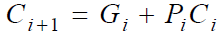 C_{i+1} = G_i + P_i C_i